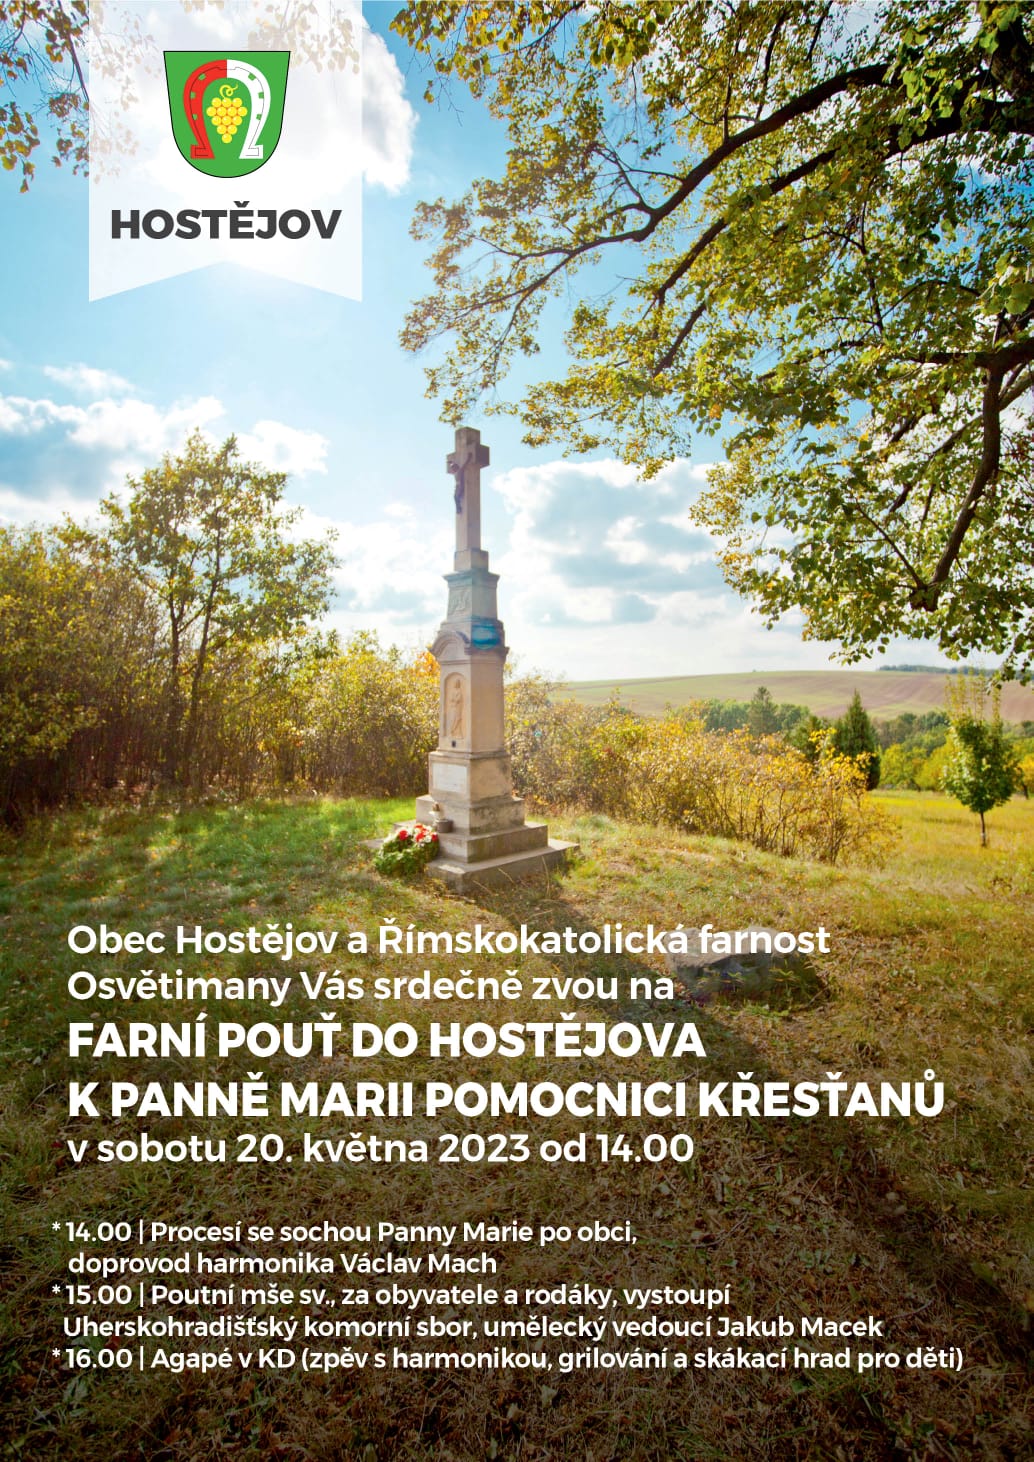 HOSTĚJOV
Obec Hostějov a Římskokatolická farnost
Osvětimany Vás srdečně zvou na
FARNÍ POUŤ DO HOSTĚJOVA
K PANNĚ MARII POMOCNICI KŘESŤANŮ
v sobotu 20. května 2023 od 14.00
* 14.00 | Procesí se sochou Panny Marie po obci,
doprovod harmonika Václav Mach
* 15.00 | Poutní mše sv., za obyvatele a rodáky, vystoupí
Uherskohradišťský komorní sbor, umělecký vedoucí Jakub Macek
* 16.00 | Agapé v KD (zpěv s harmonikou, grilování a skákací hrad pro děti)